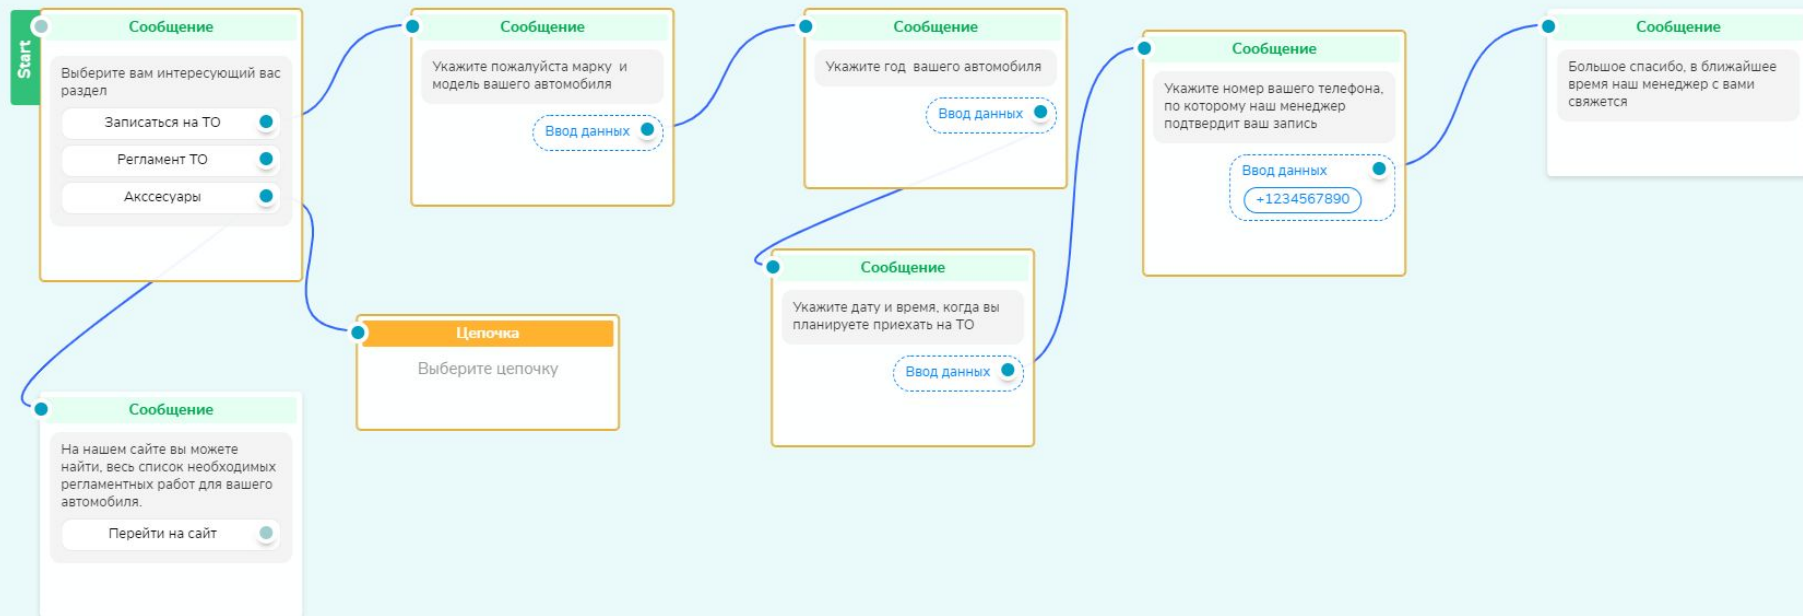 Start
Сообщение
Выберите вам интересующий вас
раздел
Записаться на ТО
Регламент ТО
Акссесуары
Сообщение
Укажите пожалуйста марку и
модель вашего автомобиля
Ввод данных
Сообщение
Укажите год вашего автомобиля
Ввод данных
Сообщение
Укажите дату и время, когда вы
планируете приехать на ТО
Ввод данных
Сообщение
Укажите номер вашего телефона,
по которому наш менеджер
подтвердит ваш запись
Ввод данных
+1234567890
Сообщение
Большое спасибо, в ближайшее
время наш менеджер с вами
свяжется
Цепочка
Выберите цепочку
Сообщение
На нашем сайте вы можете
найти, весь список необходимых
регламентных работ для вашего
автомобиля.
Перейти на сайт